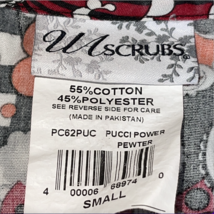 UA SCRUBS
55%COTTON
45%POLYESTER
SEE REVERSE SIDE FOR CARE
(MADE IN PAKISTAN)
PC62PUC PUCCI POWER
PEWTER
4 00006 68974 0
SMALL